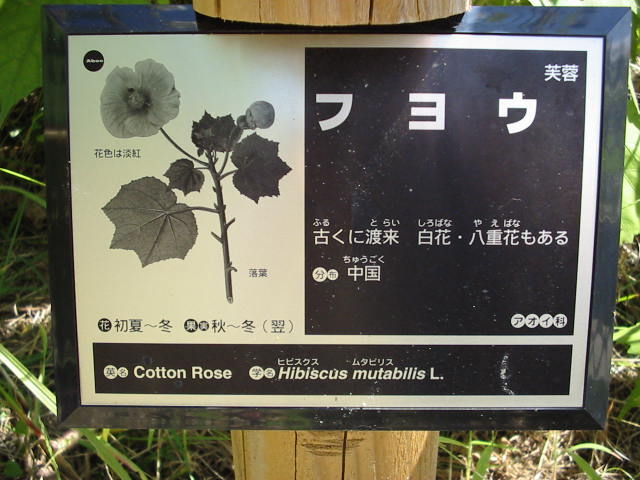 Aboc
花色は淡紅
落葉
花 初夏～冬 果実 秋～冬（翌）
芙蓉
フヨウ
ふる とらい しろばな やえばな
古くに渡来 白花・八重花もある
ちゅうごく
分布 中国
アオイ科
ヒビスクス ムタビリス
英名 Cotton Rose 学名 Hibiscus mutabilis L.